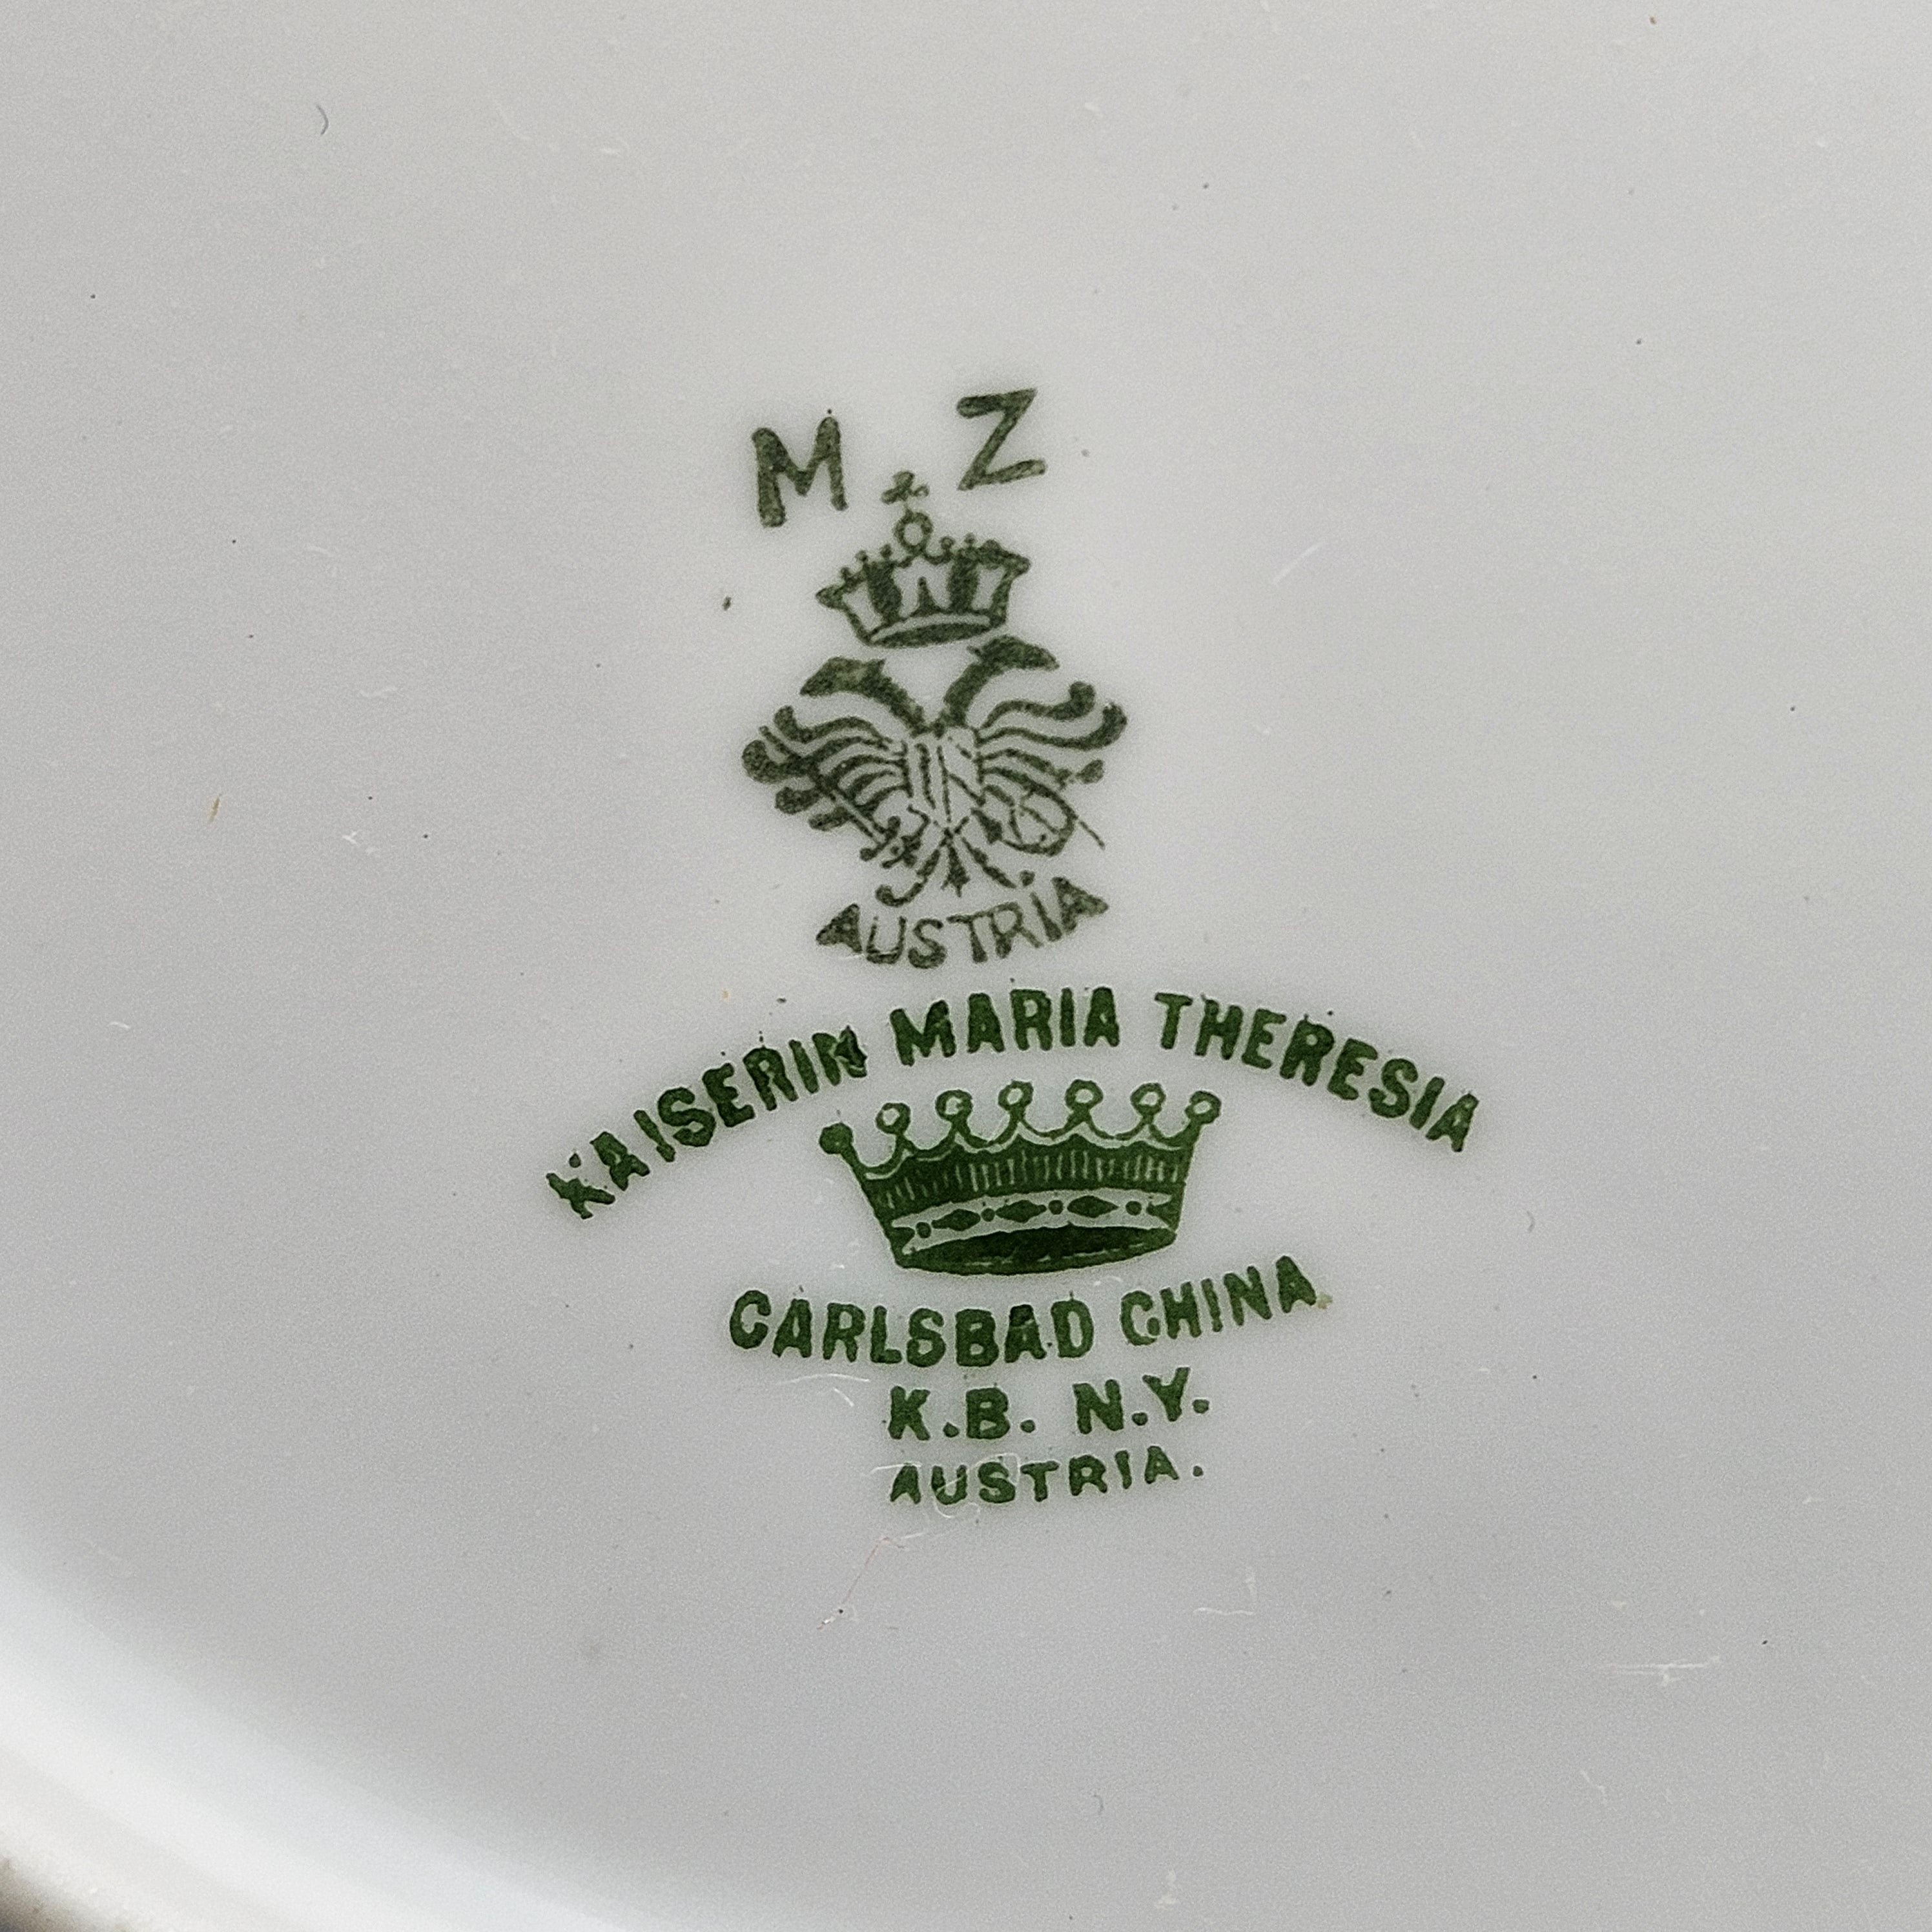 M Z
AUSTRIA
KAISERIN MARIA THERESIA
CARLSBAD CHINA
K.B. N.Y.
AUSTRIA.